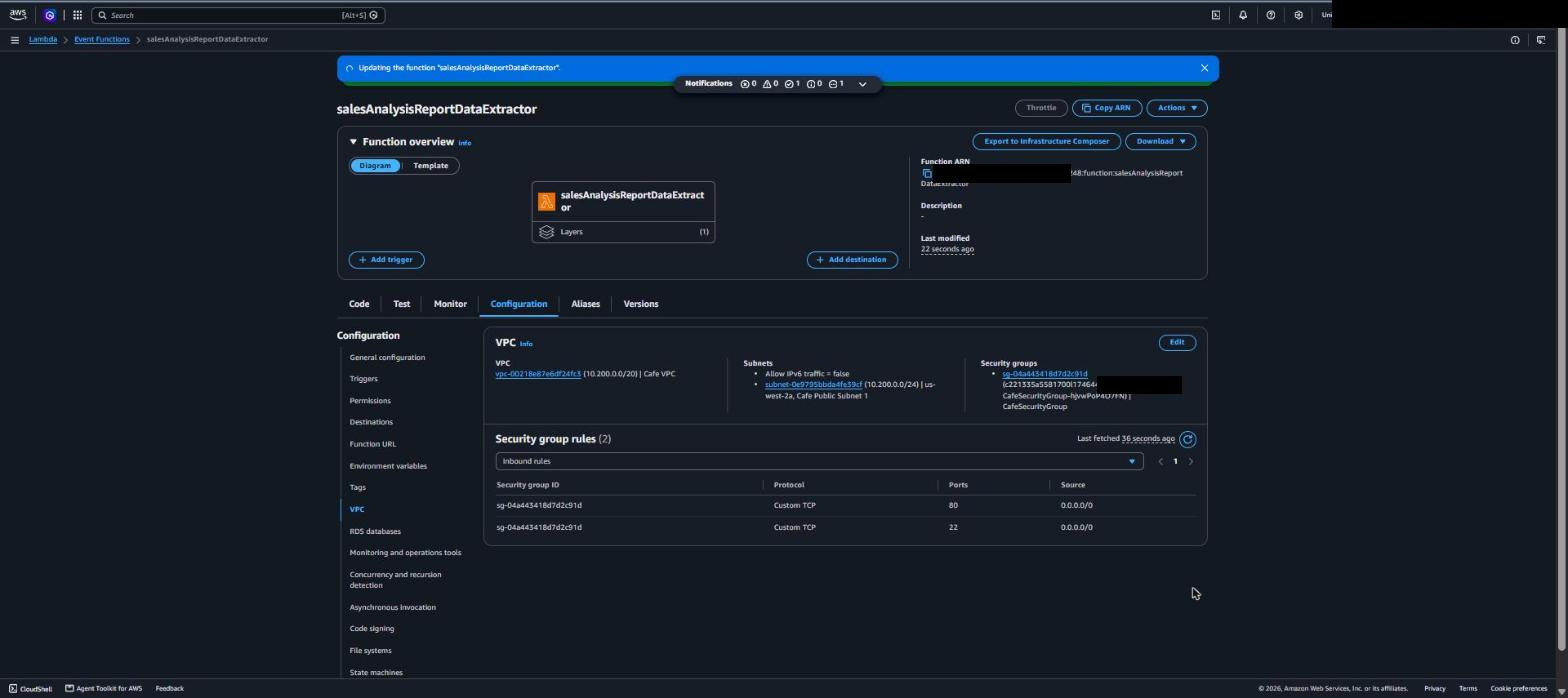 aws
Search [Alt+S]
Uni
Lambda > Event Functions > salesAnalysisReportDataExtractor
Updating the function "salesAnalysisReportDataExtractor".
Notifications 0 0 1 0 1
salesAnalysisReportDataExtractor
Throttle Copy ARN Actions
Function overview Info
Export to Infrastructure Composer Download
Diagram Template
salesAnalysisReportDataExtract
or
Layers (1)
+ Add trigger
+ Add destination
Function ARN
:function:salesAnalysisReport
DataExtractor
Description
-
Last modified
22 seconds ago
Code Test Monitor Configuration Aliases Versions
Configuration
General configuration
Triggers
Permissions
Destinations
Function URL
Environment variables
Tags
VPC
RDS databases
Monitoring and operations tools
Concurrency and recursion
detection
Asynchronous invocation
Code signing
File systems
State machines
VPC Info
Edit
VPC
vpc-00218e87e6df24fc3 (10.200.0.0/20) | Cafe VPC
Subnets
• Allow IPv6 traffic = false
• subnet-0e9795bbda4fe39cf (10.200.0.0/24) | us-
west-2a, Cafe Public Subnet 1
Security groups
• sg-04a443418d7d2c91d
(c221335a5581700l17464
CafeSecurityGroup-hjvwPoP4O7FN) |
CafeSecurityGroup
Security group rules (2)
Last fetched 36 seconds ago
Inbound rules
< 1 >
Security group ID Protocol Ports Source
sg-04a443418d7d2c91d Custom TCP 80 0.0.0.0/0
sg-04a443418d7d2c91d Custom TCP 22 0.0.0.0/0
CloudShell Agent Toolkit for AWS Feedback
© 2026, Amazon Web Services, Inc. or its affiliates. Privacy Terms Cookie preferences